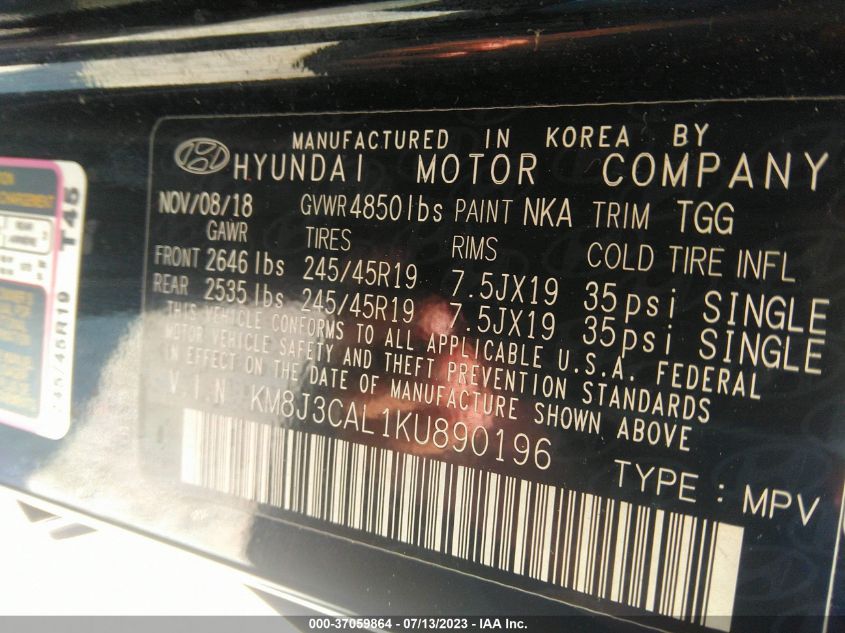 MANUFACTURED IN KOREA BY
HYUNDAI MOTOR COMPANY
NOV/08/18 GVWR 4850 lbs PAINT NKA TRIM TGG
GAWR TIRES RIMS COLD TIRE INFL
FRONT 2646 lbs 245/45R19 7.5JX19 35psi SINGLE
REAR 2535 lbs 245/45R19 7.5JX19 35psi SINGLE
THIS VEHICLE CONFORMS TO ALL APPLICABLE U.S.A. FEDERAL
MOTOR VEHICLE SAFETY AND THEFT PREVENTION STANDARDS
IN EFFECT ON THE DATE OF MANUFACTURE SHOWN ABOVE
V I N KM8J3CAL1KU890196
TYPE : MPV
245/45R19
000-37059864 - 07/13/2023 - IAA Inc.